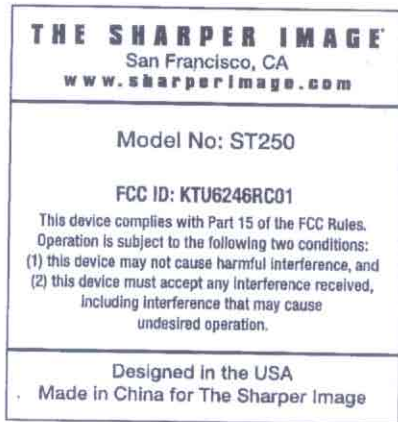 THE SHARPER IMAGE
San Francisco, CA
www.sharperimage.com
Model No: ST250
FCC ID: KTU6246RC01
This device complies with Part 15 of the FCC Rules.
Operation is subject to the following two conditions:
(1) this device may not cause harmful interference, and
(2) this device must accept any interference received,
including interference that may cause
undesired operation.
Designed in the USA
Made in China for The Sharper Image